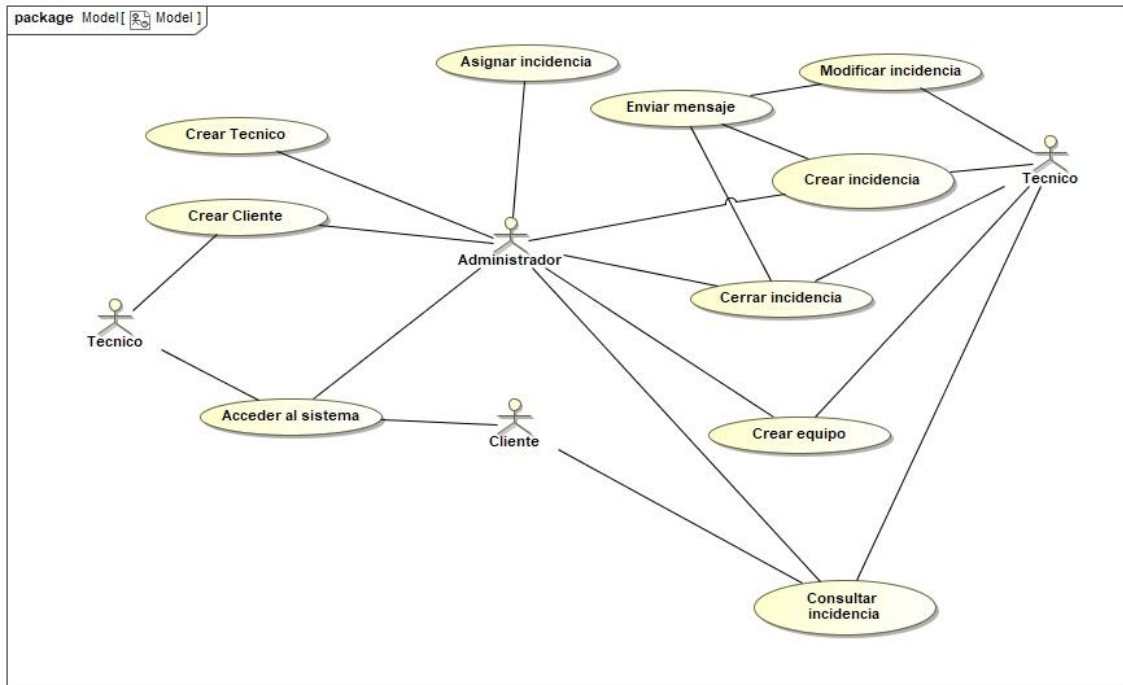 package Model[ Model ]
Asignar incidencia
Modificar incidencia
Enviar mensaje
Crear Tecnico
Crear incidencia
Tecnico
Crear Cliente
Administrador
Cerrar incidencia
Tecnico
Acceder al sistema
Cliente
Crear equipo
Consultar
incidencia